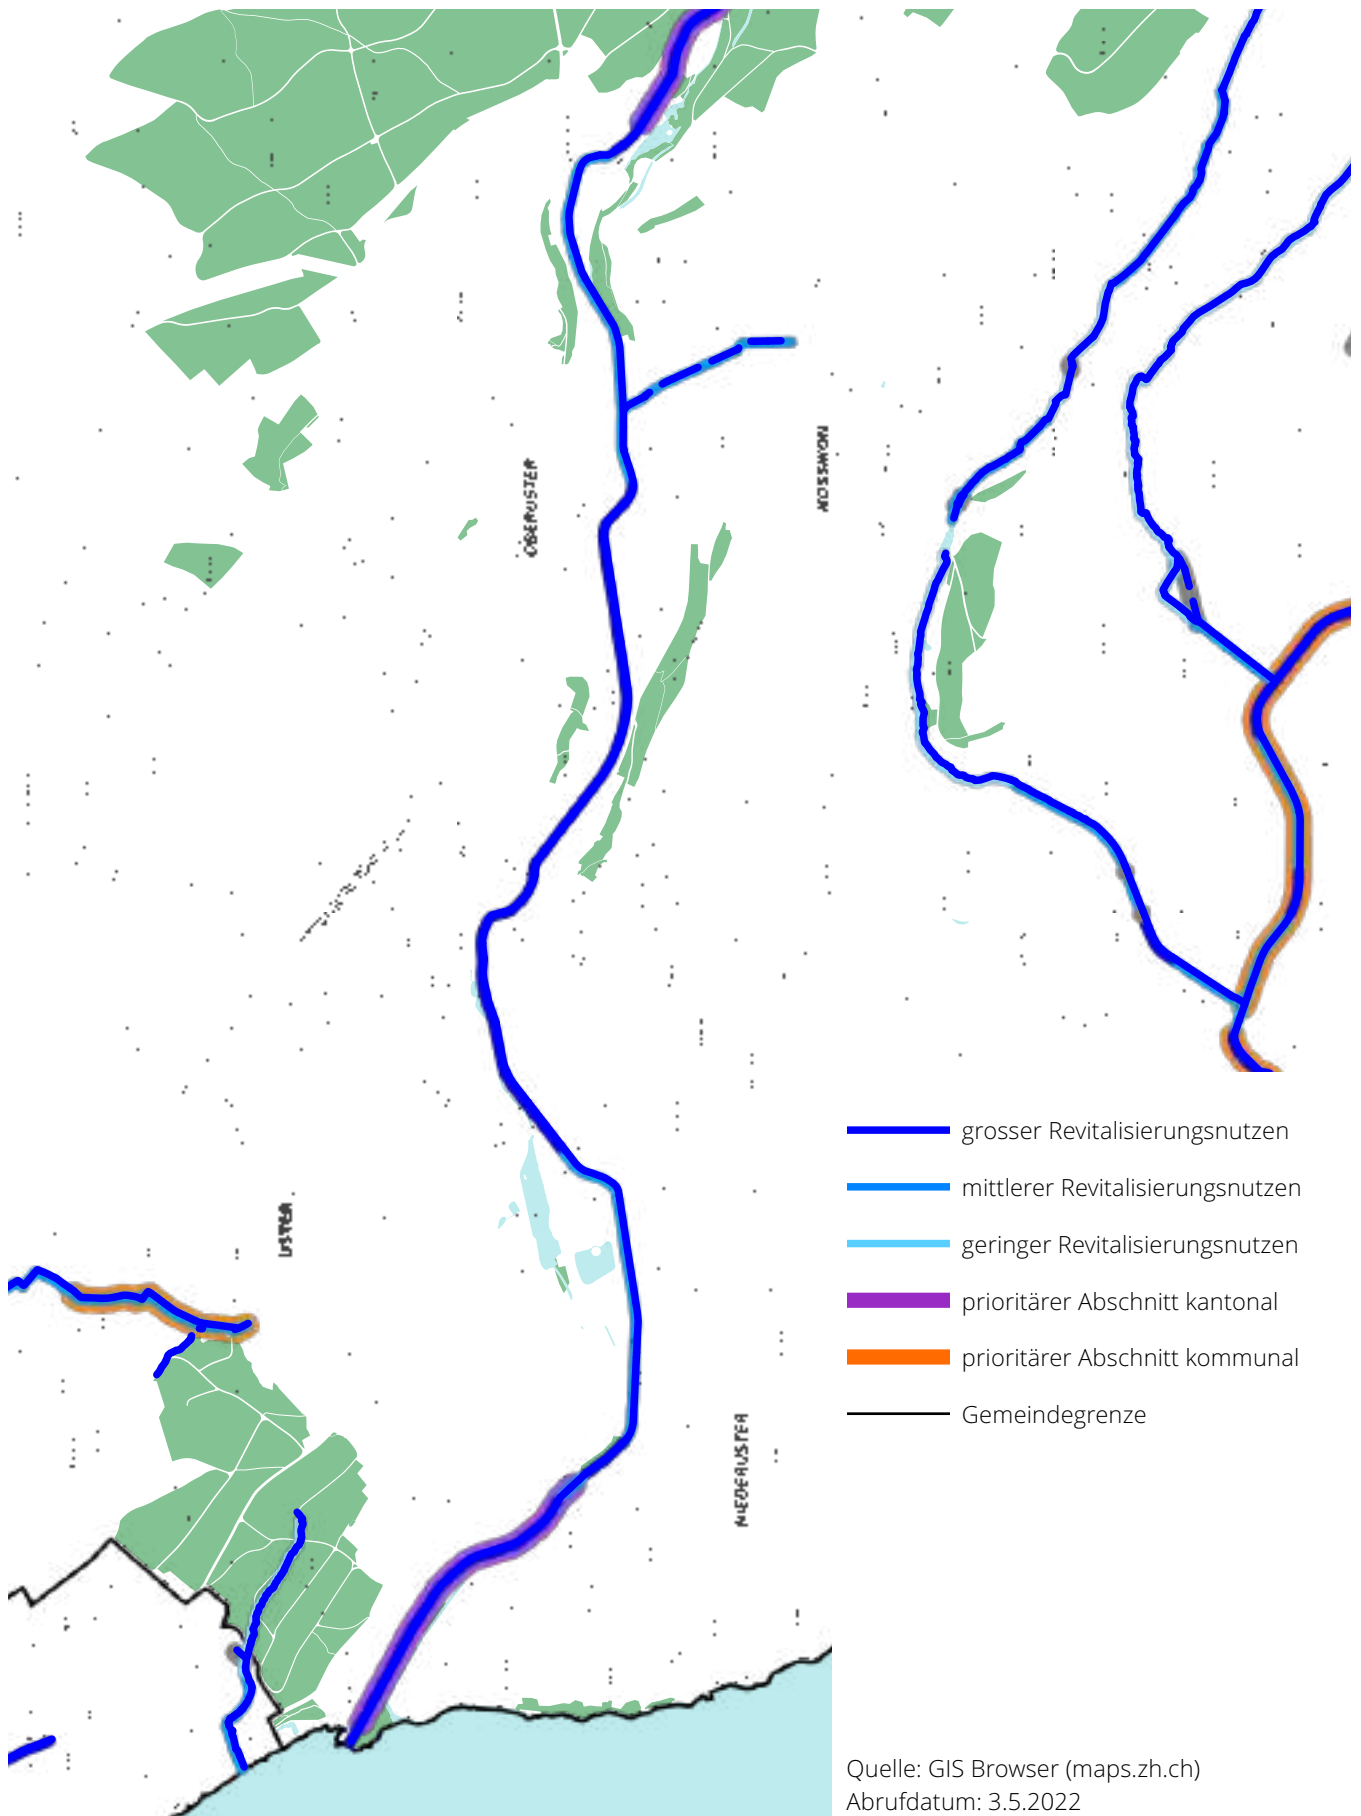 OBERUSTER
NOSSIKON
USTER
NIEDERUSTER
grosser Revitalisierungsnutzen
mittlerer Revitalisierungsnutzen
geringer Revitalisierungsnutzen
prioritärer Abschnitt kantonal
prioritärer Abschnitt kommunal
Gemeindegrenze
Quelle: GIS Browser (maps.zh.ch)
Abrufdatum: 3.5.2022